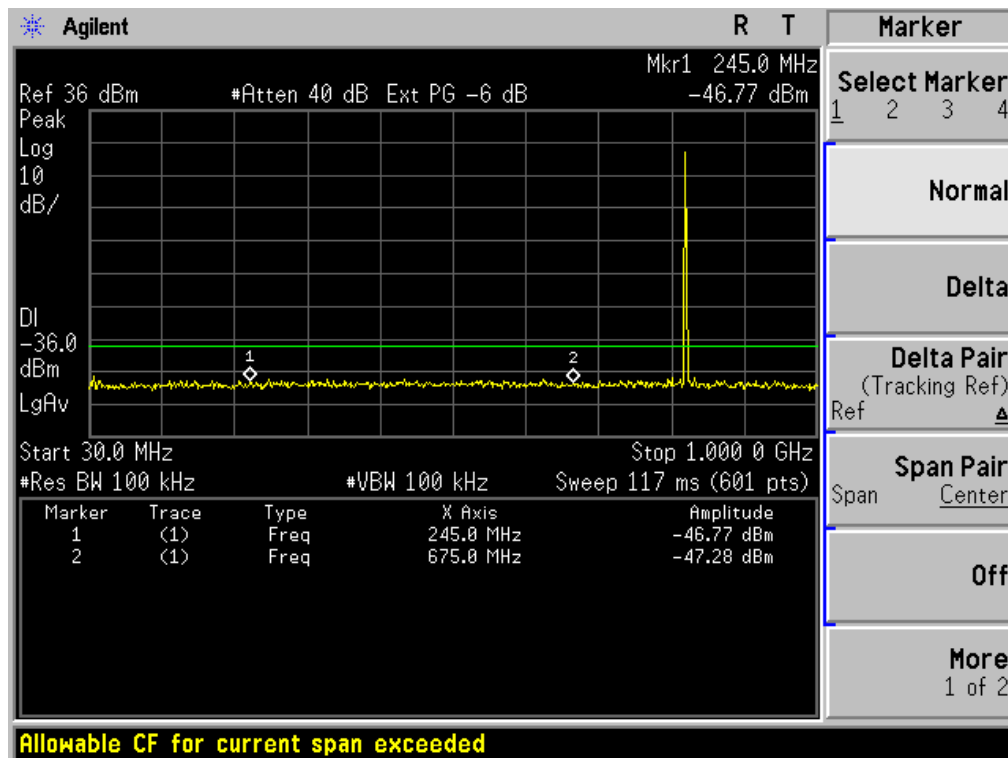 Agilent R T
Mkr1 245.0 MHz
Ref 36 dBm #Atten 40 dB Ext PG -6 dB -46.77 dBm
Peak
Log
10
dB/
DI
-36.0
dBm
LgAv
1 2
Start 30.0 MHz Stop 1.000 0 GHz
#Res BW 100 kHz #VBW 100 kHz Sweep 117 ms (601 pts)
Marker Trace Type X Axis Amplitude
1 (1) Freq 245.0 MHz -46.77 dBm
2 (1) Freq 675.0 MHz -47.28 dBm
Allowable CF for current span exceeded
Marker
Select Marker
1 2 3 4
Normal
Delta
Delta Pair
(Tracking Ref)
Ref Δ
Span Pair
Span Center
Off
More
1 of 2